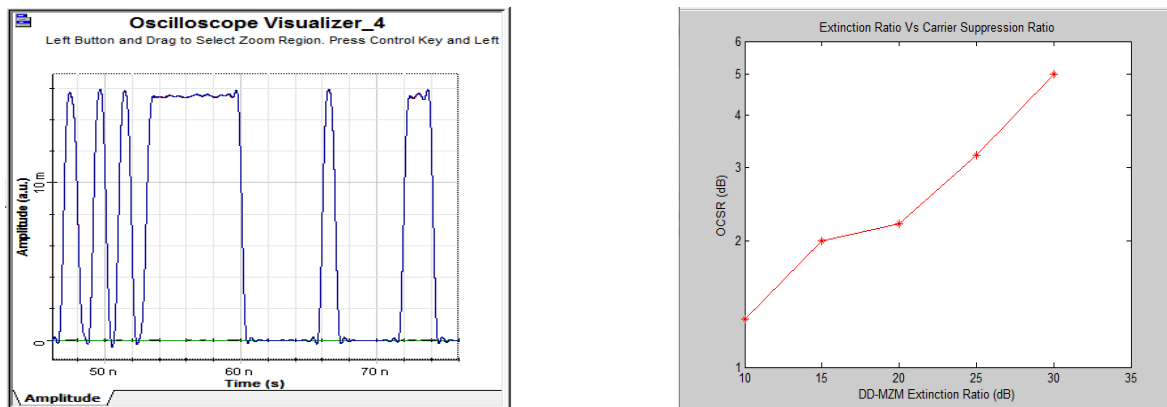 Oscilloscope Visualizer_4
Left Button and Drag to Select Zoom Region. Press Control Key and Left
Amplitude (a.u.)
10 m
0
50 n
60 n
70 n
Time (s)
Amplitude
Extinction Ratio Vs Carrier Suppression Ratio
OCSR (dB)
6
5
4
3
2
1
10
15
20
25
30
35
DD-MZM Extinction Ratio (dB)